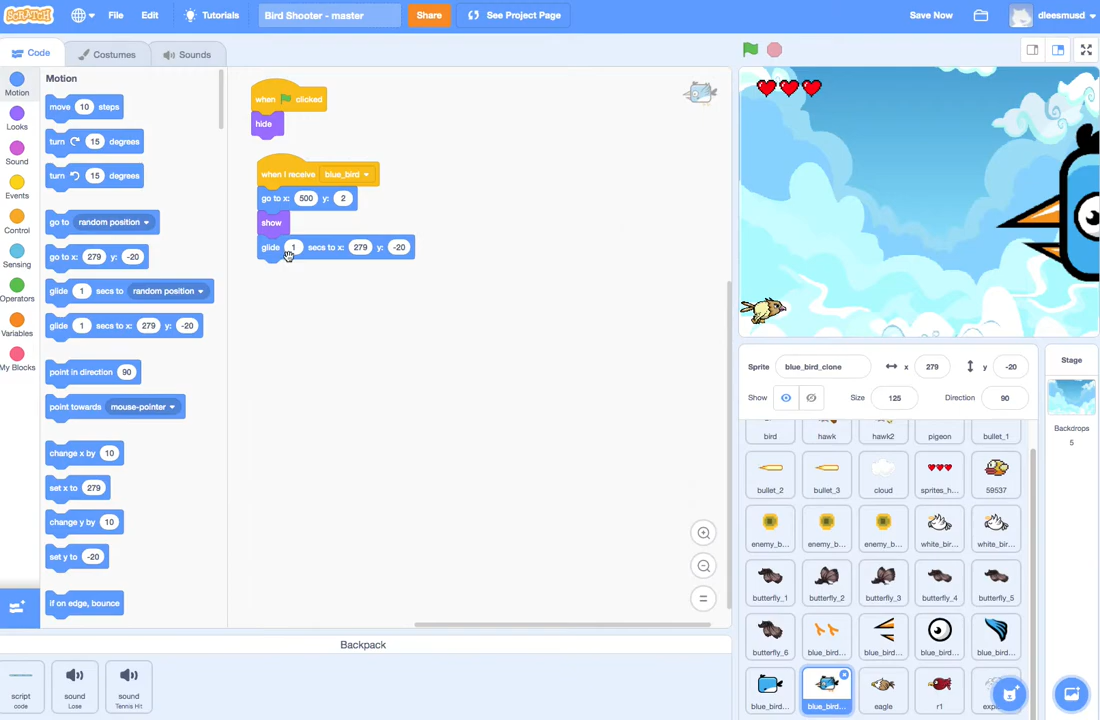 SCRATCH File Edit Tutorials Bird Shooter - master Share See Project Page Save Now dleesmusd
Code Costumes Sounds
Motion
Looks
Sound
Events
Control
Sensing
Operators
Variables
My Blocks
Motion
move 10 steps
turn 15 degrees
turn 15 degrees
go to random position
go to x: 279 y: -20
glide 1 secs to random position
glide 1 secs to x: 279 y: -20
point in direction 90
point towards mouse-pointer
change x by 10
set x to 279
change y by 10
set y to -20
if on edge, bounce
when clicked
hide
when I receive blue_bird
go to x: 500 y: 2
show
glide 1 secs to x: 279 y: -20
Sprite blue_bird_clone x 279 y -20
Show Size 125 Direction 90
bird hawk hawk2 pigeon bullet_1
bullet_2 bullet_3 cloud sprites_h... 59537
enemy_b... enemy_b... enemy_b... white_bir... white_bir...
butterfly_1 butterfly_2 butterfly_3 butterfly_4 butterfly_5
butterfly_6 blue_bird... blue_bird... blue_bird... blue_bird...
blue_bird... blue_bird... eagle r1
Stage
Backdrops
5
Backpack
script
code
sound
Lose
sound
Tennis Hit